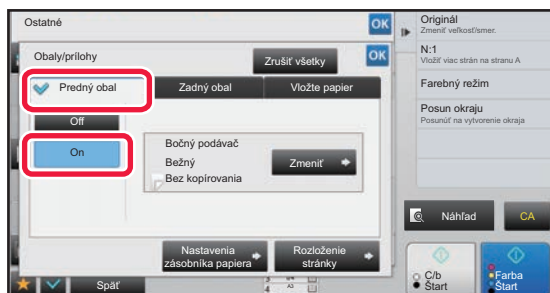 Ostatné
OK
Obaly/prílohy
Zrušiť všetky
OK
Predný obal
Zadný obal
Vložte papier
Off
On
Bočný podávač
Bežný
Bez kopírovania
Zmeniť
Nastavenia
zásobníka papiera
Rozloženie
stránky
Späť
A3
4
Originál
Zmeniť veľkosť/smer.
N:1
Vložiť viac strán na stranu A
Farebný režim
Posun okraju
Posunúť na vytvorenie okraja
Náhľad
CA
C/b
Štart
Farba
Štart